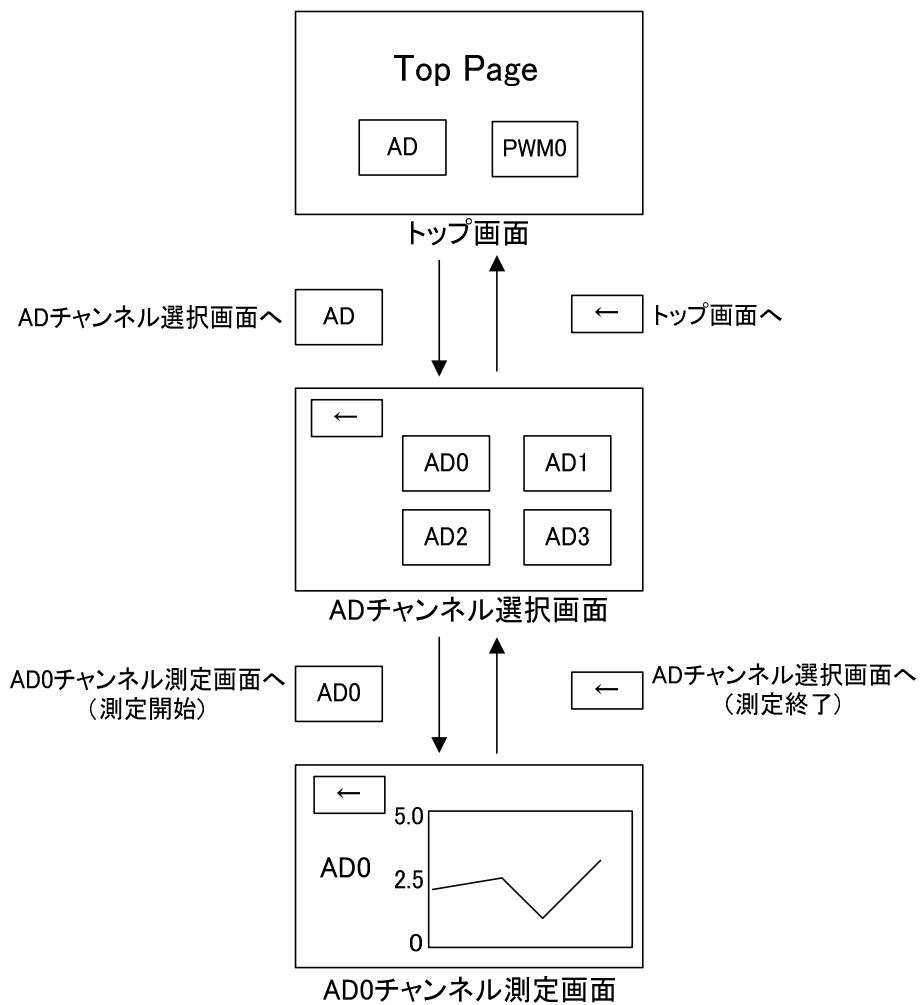 Top Page
AD
PWM0
トップ画面
ADチャンネル選択画面へ
AD
←
トップ画面へ
←
AD0
AD1
AD2
AD3
ADチャンネル選択画面
AD0チャンネル測定画面へ
(測定開始)
AD0
←
ADチャンネル選択画面へ
(測定終了)
←
5.0
AD0
2.5
0
AD0チャンネル測定画面